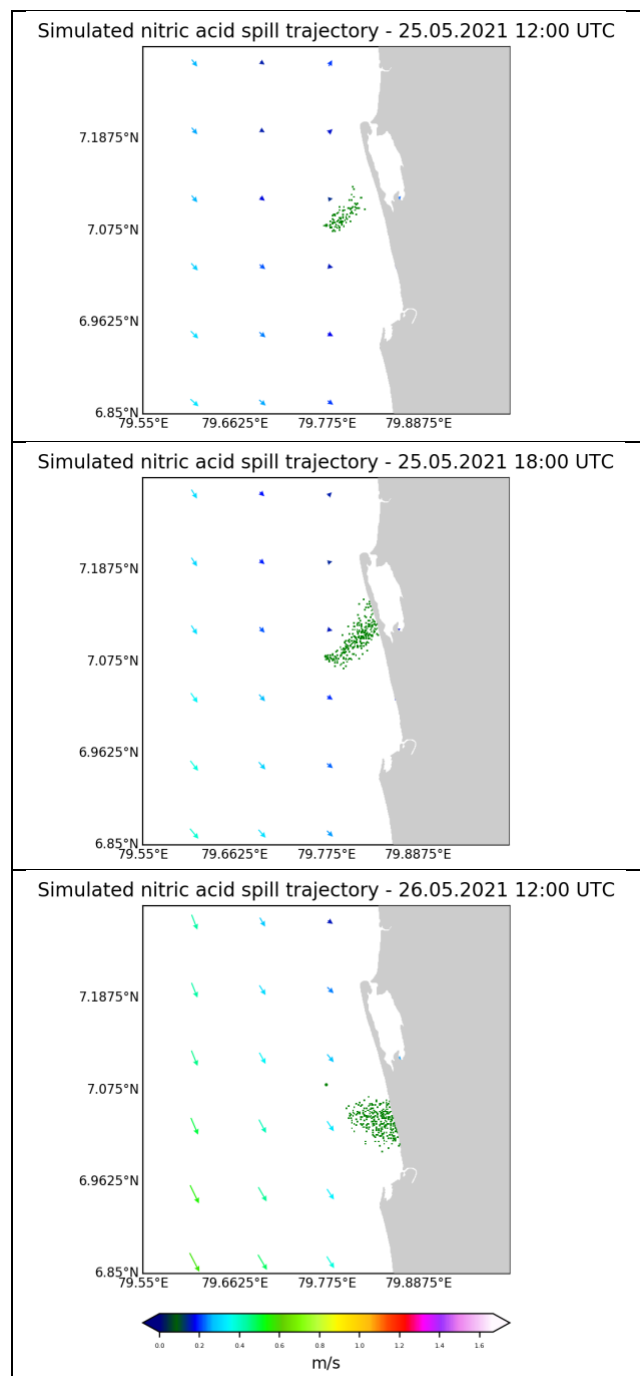 Simulated nitric acid spill trajectory - 25.05.2021 12:00 UTC
7.1875°N
7.075°N
6.9625°N
6.85°N
79.55°E 79.6625°E 79.775°E 79.8875°E
Simulated nitric acid spill trajectory - 25.05.2021 18:00 UTC
7.1875°N
7.075°N
6.9625°N
6.85°N
79.55°E 79.6625°E 79.775°E 79.8875°E
Simulated nitric acid spill trajectory - 26.05.2021 12:00 UTC
7.1875°N
7.075°N
6.9625°N
6.85°N
79.55°E 79.6625°E 79.775°E 79.8875°E
0.0 0.2 0.4 0.6 0.8 1.0 1.2 1.4 1.6
m/s